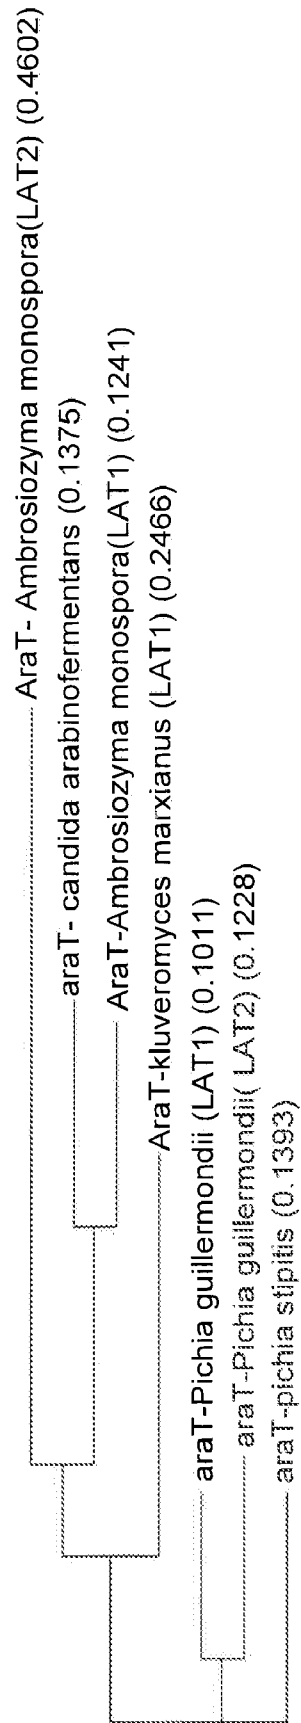 AraT- Ambrosiozyma monospora(LAT2) (0.4602)
araT- candida arabinofermentans (0.1375)
AraT-Ambrosiozyma monospora(LAT1) (0.1241)
AraT-kluveromyces marxianus (LAT1) (0.2466)
araT-Pichia guillermondii (LAT1) (0.1011)
araT-Pichia guillermondii( LAT2) (0.1228)
araT-pichia stipitis (0.1393)